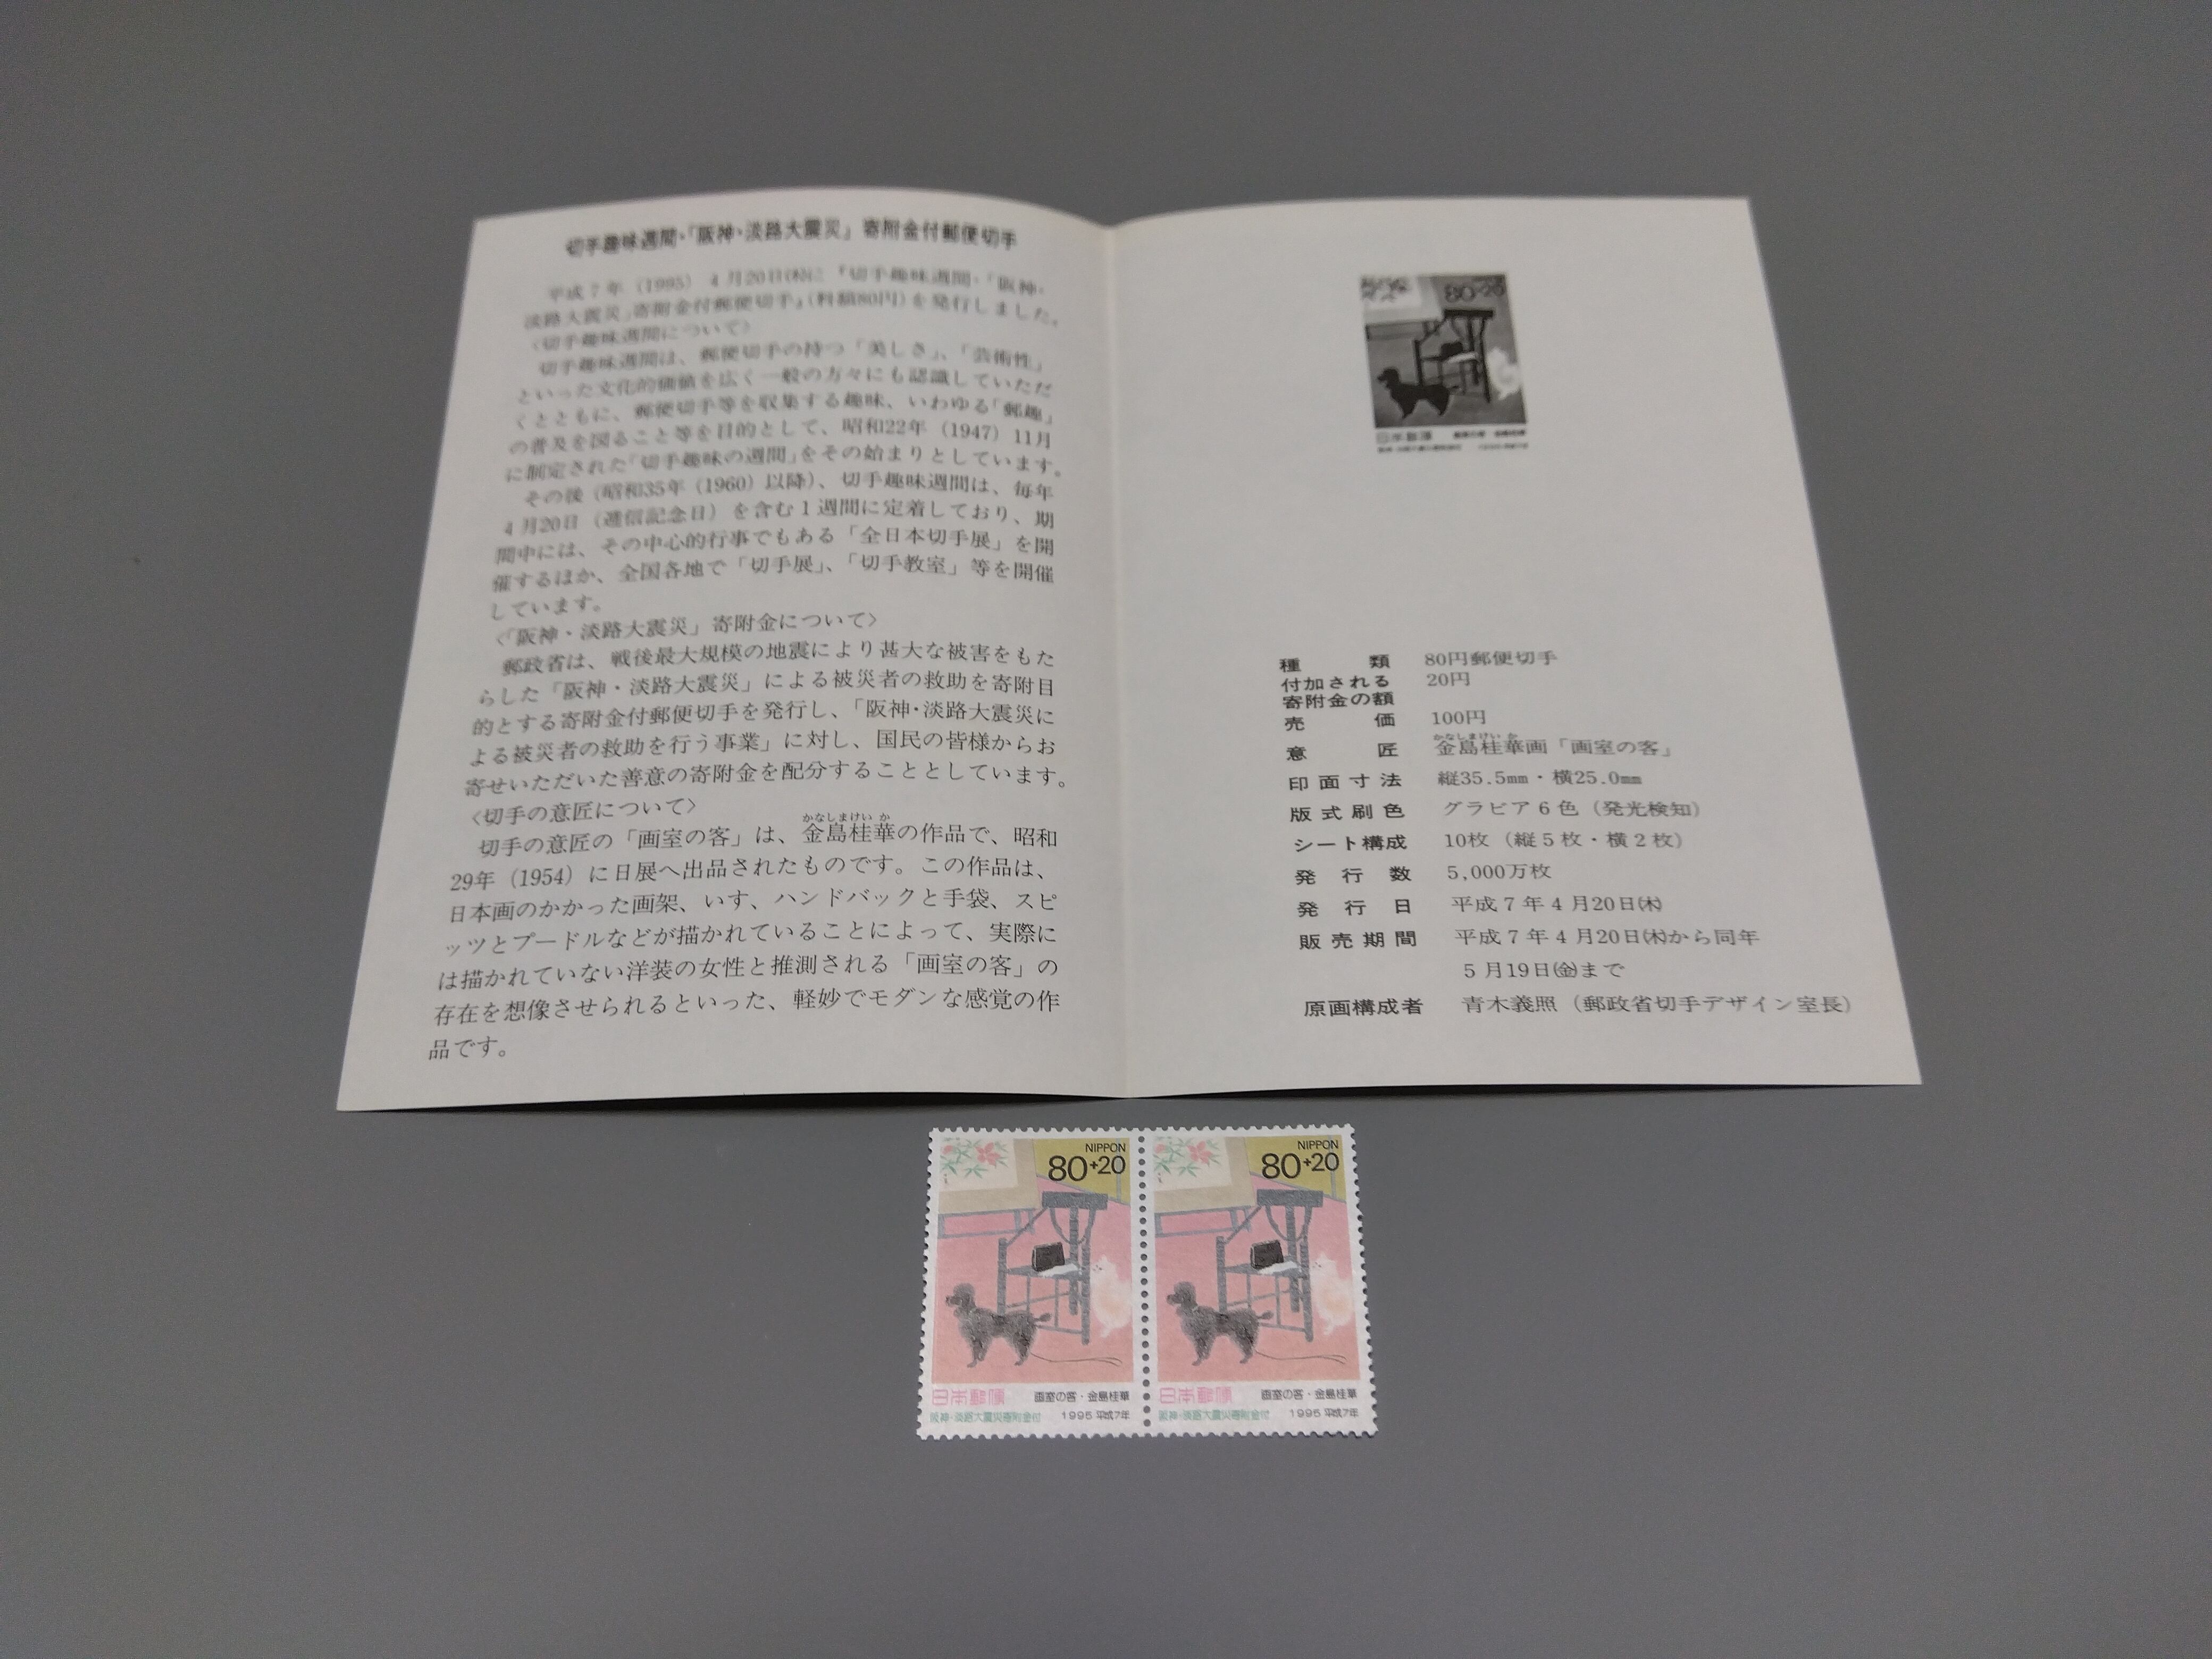 切手趣味週間・「阪神・淡路大震災」寄附金付郵便切手
平成7年(1995) 4月20日㈭に『切手趣味週間・「阪神・
淡路大震災」寄附金付郵便切手』(料額80円)を発行しました。
〈切手趣味週間について〉
切手趣味週間は、郵便切手の持つ「美しさ」、「芸術性」
といった文化的価値を広く一般の方々にも認識していただ
くとともに、郵便切手等を収集する趣味、いわゆる「郵趣」
の普及を図ること等を目的として、昭和22年(1947)11月
に制定された「切手趣味の週間」をその始まりとしています。
その後(昭和35年(1960)以降)、切手趣味週間は、毎年
4月20日(逓信記念日)を含む1週間に定着しており、期
間中には、その中心的行事でもある「全日本切手展」を開
催するほか、全国各地で「切手展」、「切手教室」等を開催
しています。
〈「阪神・淡路大震災」寄附金について〉
郵政省は、戦後最大規模の地震により甚大な被害をもた
らした「阪神・淡路大震災」による被災者の救助を寄附目
的とする寄附金付郵便切手を発行し、「阪神・淡路大震災に
よる被災者の救助を行う事業」に対し、国民の皆様からお
寄せいただいた善意の寄附金を配分することとしています。
〈切手の意匠について〉
かなしまけいか
切手の意匠の「画室の客」は、金島桂華の作品で、昭和
29年(1954)に日展へ出品されたものです。この作品は、
日本画のかかった画架、いす、ハンドバックと手袋、スピ
ッツとプードルなどが描かれていることによって、実際に
は描かれていない洋装の女性と推測される「画室の客」の
存在を想像させられるといった、軽妙でモダンな感覚の作
品です。
80+20
日本郵便
種類 80円郵便切手
付加される 20円
寄附金の額
売価 100円
かなしまけいか
意匠 金島桂華画「画室の客」
印面寸法 縦35.5mm・横25.0mm
版式刷色 グラビア6色(発光検知)
シート構成 10枚(縦5枚・横2枚)
発行数 5,000万枚
発行日 平成7年4月20日㈭
販売期間 平成7年4月20日㈭から同年
5月19日㈮まで
原画構成者 青木義照(郵政省切手デザイン室長)
NIPPON
80+20
日本郵便 画室の客・金島桂華
阪神・淡路大震災寄附金付 1995 平成7年
NIPPON
80+20
日本郵便 画室の客・金島桂華
阪神・淡路大震災寄附金付 1995 平成7年